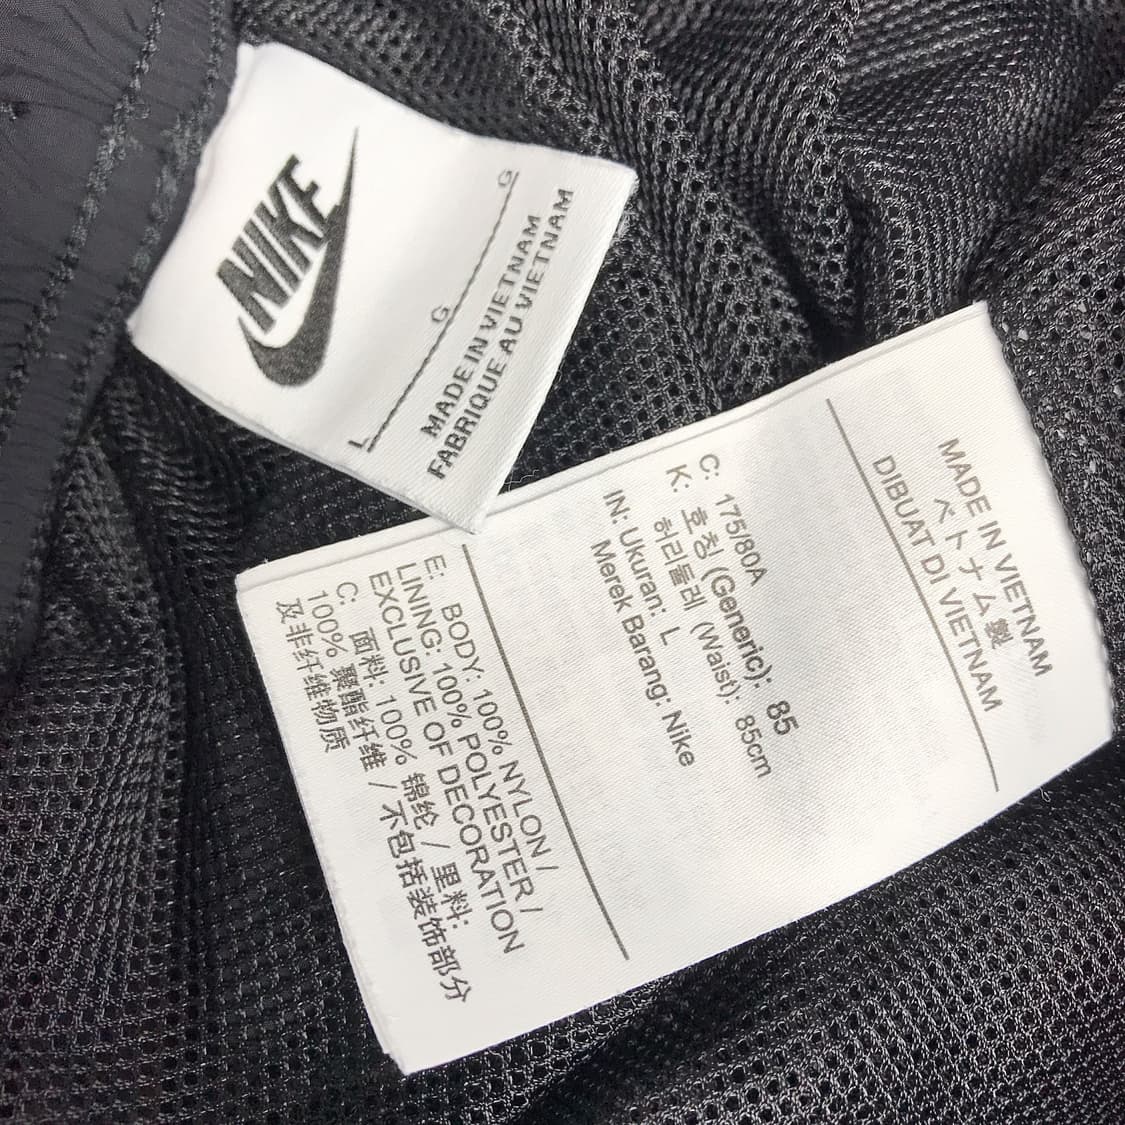 NIKE
L G G
MADE IN VIETNAM
FABRIQUE AU VIETNAM
MADE IN VIETNAM
ベトナム製
DIBUAT DI VIETNAM
C: 175/80A
K: 호칭 (Generic): 85
허리둘레 (Waist): 85cm
IN: Ukuran: L
Merek Barang: Nike
E: BODY: 100% NYLON /
LINING: 100% POLYESTER /
EXCLUSIVE OF DECORATION
C: 面料: 100% 锦纶 / 里料:
100% 聚酯纤维 / 不包括装饰部分
及非纤维物质